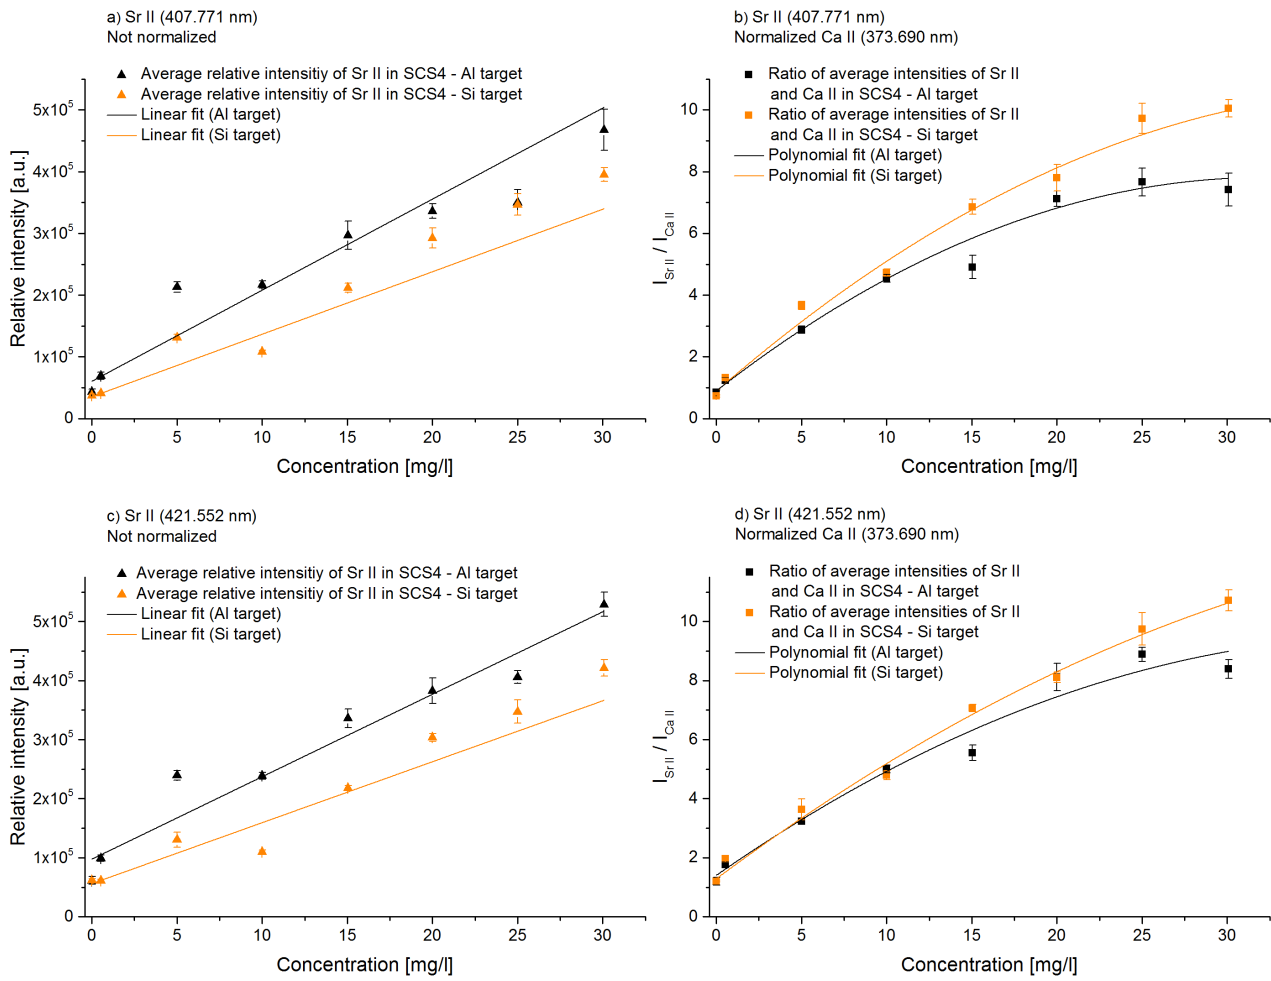 a) Sr II (407.771 nm)
Not normalized
Average relative intensitiy of Sr II in SCS4 - Al target
Average relative intensitiy of Sr II in SCS4 - Si target
Linear fit (Al target)
Linear fit (Si target)
5x10⁵
4x10⁵
3x10⁵
2x10⁵
1x10⁵
0
Relative intensity [a.u.]
0 5 10 15 20 25 30
Concentration [mg/l]
b) Sr II (407.771 nm)
Normalized Ca II (373.690 nm)
Ratio of average intensities of Sr II
and Ca II in SCS4 - Al target
Ratio of average intensities of Sr II
and Ca II in SCS4 - Si target
Polynomial fit (Al target)
Polynomial fit (Si target)
10
8
6
4
2
0
I Sr II / I Ca II
0 5 10 15 20 25 30
Concentration [mg/l]
c) Sr II (421.552 nm)
Not normalized
Average relative intensitiy of Sr II in SCS4 - Al target
Average relative intensitiy of Sr II in SCS4 - Si target
Linear fit (Al target)
Linear fit (Si target)
5x10⁵
4x10⁵
3x10⁵
2x10⁵
1x10⁵
0
Relative intensity [a.u.]
0 5 10 15 20 25 30
Concentration [mg/l]
d) Sr II (421.552 nm)
Normalized Ca II (373.690 nm)
Ratio of average intensities of Sr II
and Ca II in SCS4 - Al target
Ratio of average intensities of Sr II
and Ca II in SCS4 - Si target
Polynomial fit (Al target)
Polynomial fit (Si target)
10
8
6
4
2
0
I Sr II / I Ca II
0 5 10 15 20 25 30
Concentration [mg/l]